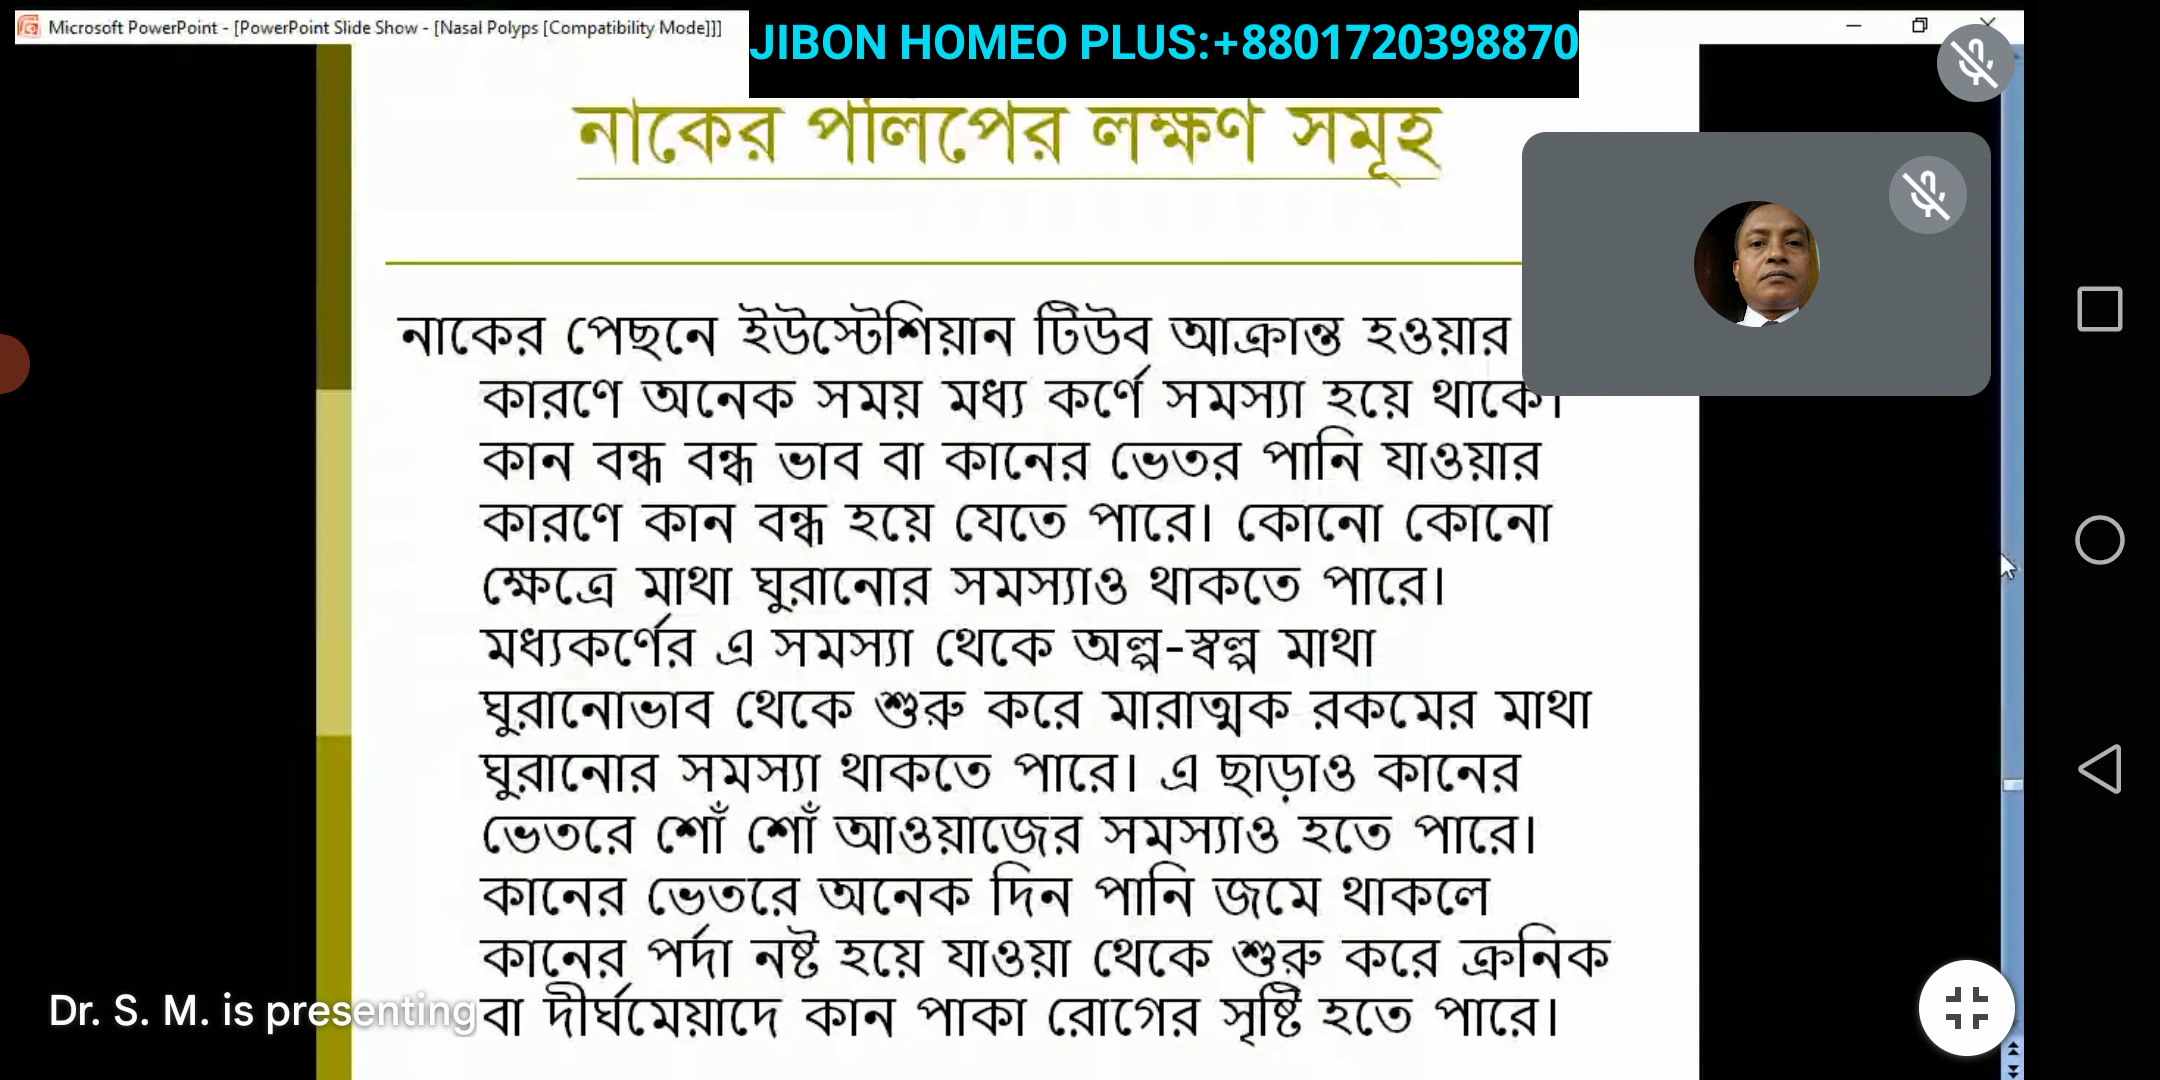 Microsoft PowerPoint - [PowerPoint Slide Show - [Nasal Polyps [Compatibility Mode]]]
JIBON HOMEO PLUS:+8801720398870
নাকের পলিপের লক্ষণ সমূহ
নাকের পেছনে ইউস্টেশিয়ান টিউব আক্রান্ত হওয়ার
কারণে অনেক সময় মধ্য কর্ণে সমস্যা হয়ে থাকে।
কান বন্ধ বন্ধ ভাব বা কানের ভেতর পানি যাওয়ার
কারণে কান বন্ধ হয়ে যেতে পারে। কোনো কোনো
ক্ষেত্রে মাথা ঘুরানোর সমস্যাও থাকতে পারে।
মধ্যকর্ণের এ সমস্যা থেকে অল্প-স্বল্প মাথা
ঘুরানোভাব থেকে শুরু করে মারাত্মক রকমের মাথা
ঘুরানোর সমস্যা থাকতে পারে। এ ছাড়াও কানের
ভেতরে শোঁ শোঁ আওয়াজের সমস্যাও হতে পারে।
কানের ভেতরে অনেক দিন পানি জমে থাকলে
কানের পর্দা নষ্ট হয়ে যাওয়া থেকে শুরু করে ক্রনিক
বা দীর্ঘমেয়াদে কান পাকা রোগের সৃষ্টি হতে পারে।
Dr. S. M. is presenting